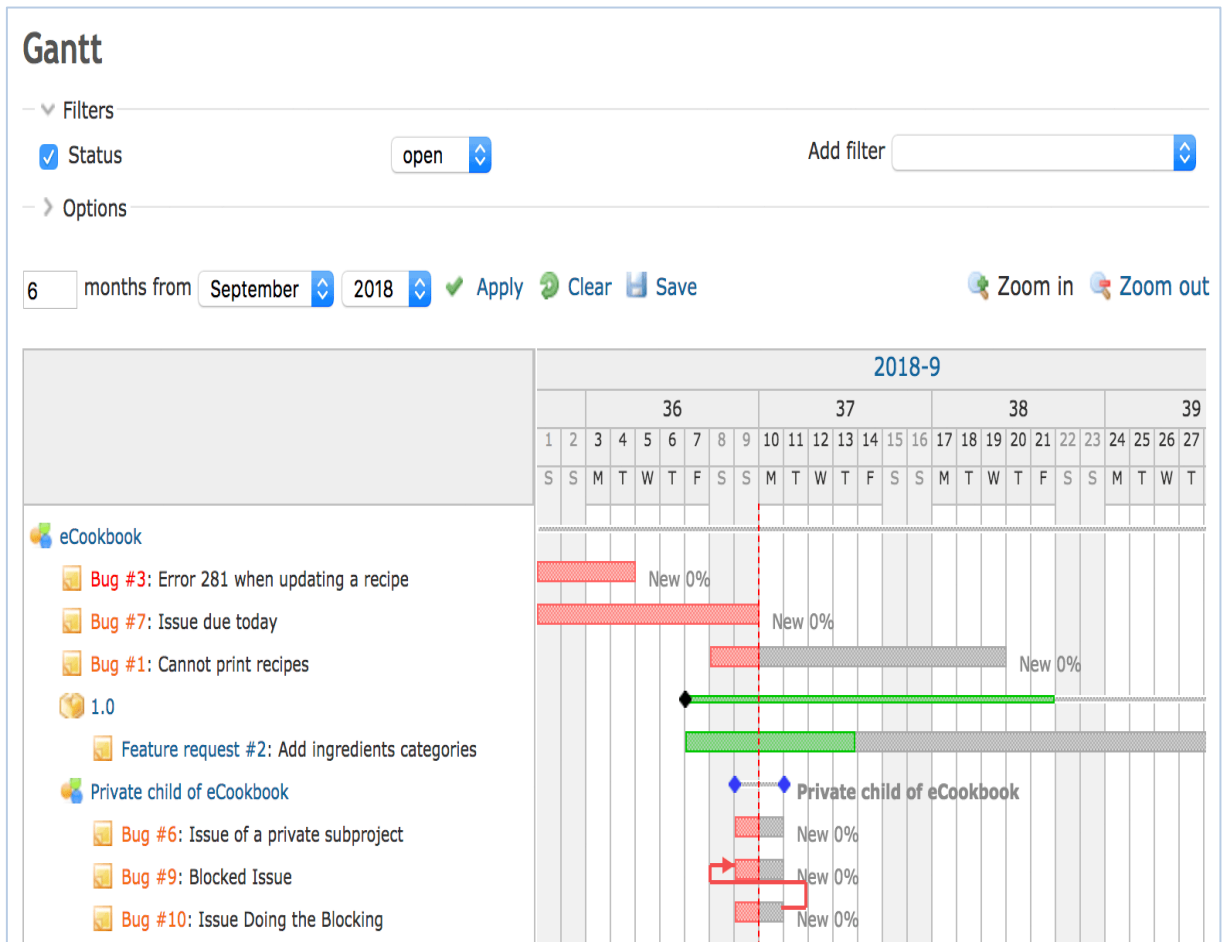 Gantt
Filters
Status open Add filter
Options
6 months from September 2018 Apply Clear Save Zoom in Zoom out
2018-9
36 37 38 39
1 2 3 4 5 6 7 8 9 10 11 12 13 14 15 16 17 18 19 20 21 22 23 24 25 26 27
S S M T W T F S S M T W T F S S M T W T F S S M T W T
eCookbook
Bug #3: Error 281 when updating a recipe New 0%
Bug #7: Issue due today New 0%
Bug #1: Cannot print recipes New 0%
1.0
Feature request #2: Add ingredients categories
Private child of eCookbook Private child of eCookbook
Bug #6: Issue of a private subproject New 0%
Bug #9: Blocked Issue New 0%
Bug #10: Issue Doing the Blocking New 0%